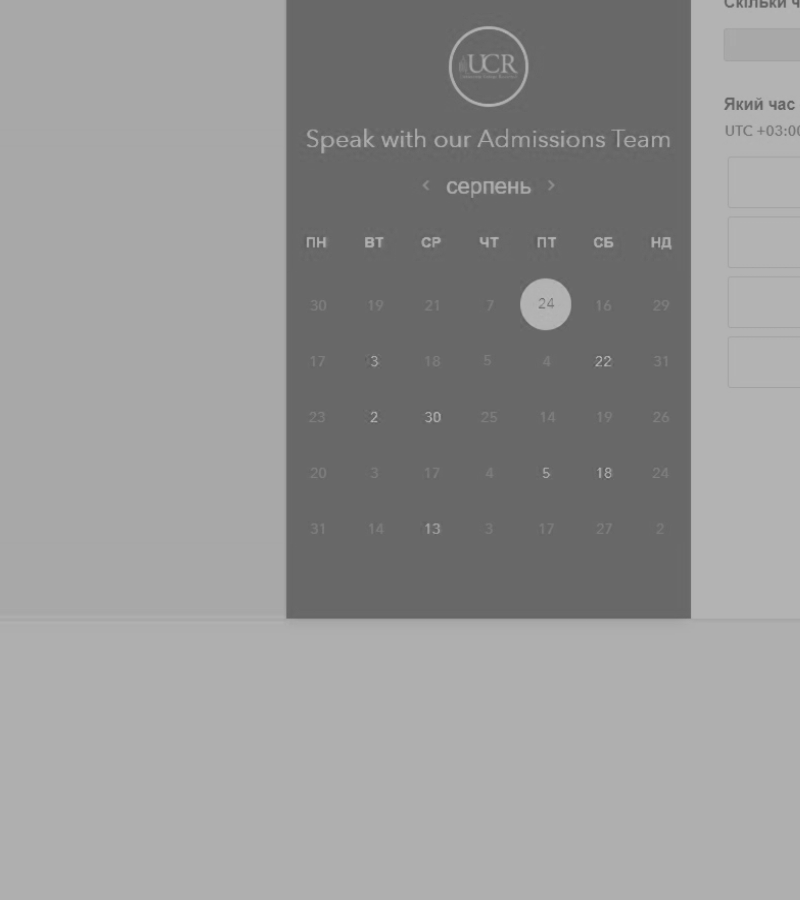 Скільки ч
UCR
Speak with our Admissions Team
‹ серпень ›
ПН ВТ СР ЧТ ПТ СБ НД
30 19 21 7 24 16 29
17 3 18 5 4 22 31
23 2 30 25 14 19 26
20 3 17 4 5 18 24
31 14 13 3 17 27 2
Який час
UTC +03:00